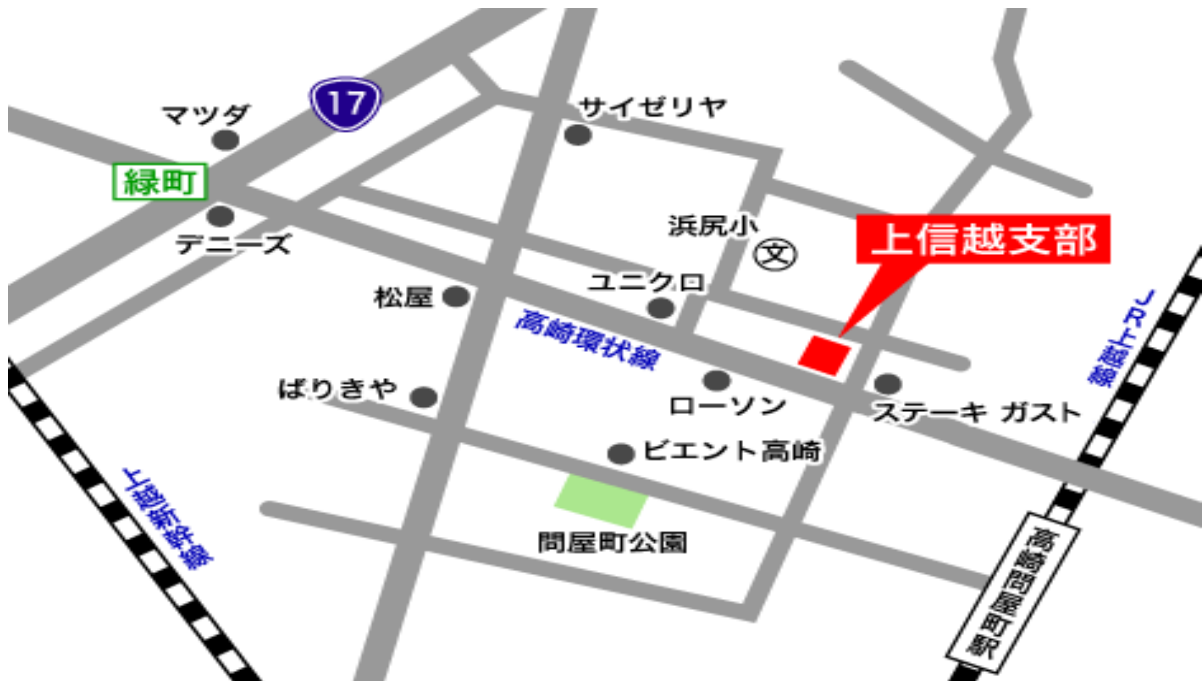 17
マツダ
サイゼリヤ
緑町
デニーズ
浜尻小
文
上信越支部
ユニクロ
松屋
高崎環状線
JR上越線
ばりきや
ローソン
ステーキ ガスト
ビエント高崎
上越新幹線
問屋町公園
高崎問屋町駅